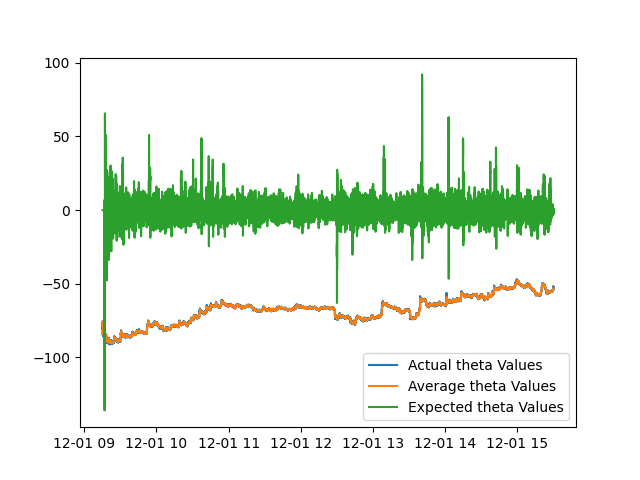 100
50
0
−50
−100
Actual theta Values
Average theta Values
Expected theta Values
12-01 09 12-01 10 12-01 11 12-01 12 12-01 13 12-01 14 12-01 15